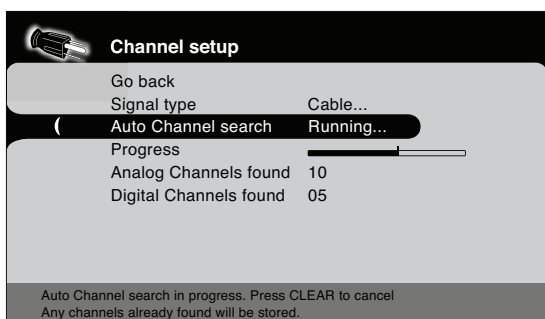 Channel setup
Go back
Signal type Cable...
Auto Channel search Running...
Progress
Analog Channels found 10
Digital Channels found 05
Auto Channel search in progress. Press CLEAR to cancel
Any channels already found will be stored.